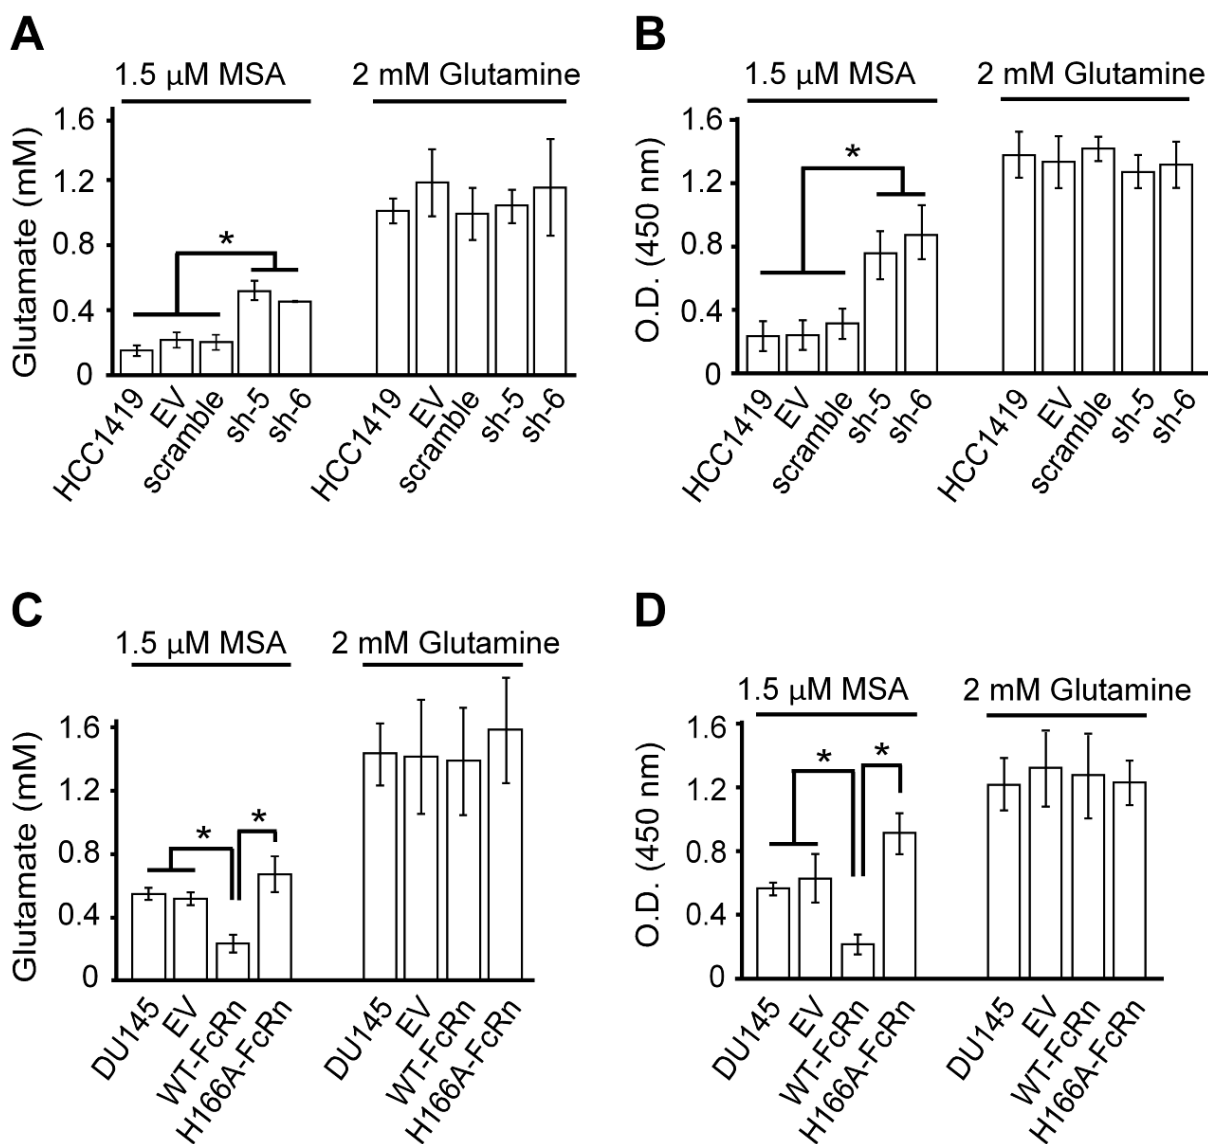 A
1.5 μM MSA
2 mM Glutamine
Glutamate (mM)
1.6
1.2
0.8
0.4
0
*
HCC1419
EV
scramble
sh-5
sh-6
HCC1419
EV
scramble
sh-5
sh-6
B
1.5 μM MSA
2 mM Glutamine
O.D. (450 nm)
1.6
1.2
0.8
0.4
0
*
HCC1419
EV
scramble
sh-5
sh-6
HCC1419
EV
scramble
sh-5
sh-6
C
1.5 μM MSA
2 mM Glutamine
Glutamate (mM)
1.6
1.2
0.8
0.4
0
*
*
DU145
EV
WT-FcRn
H166A-FcRn
DU145
EV
WT-FcRn
H166A-FcRn
D
1.5 μM MSA
2 mM Glutamine
O.D. (450 nm)
1.6
1.2
0.8
0.4
0
*
*
DU145
EV
WT-FcRn
H166A-FcRn
DU145
EV
WT-FcRn
H166A-FcRn